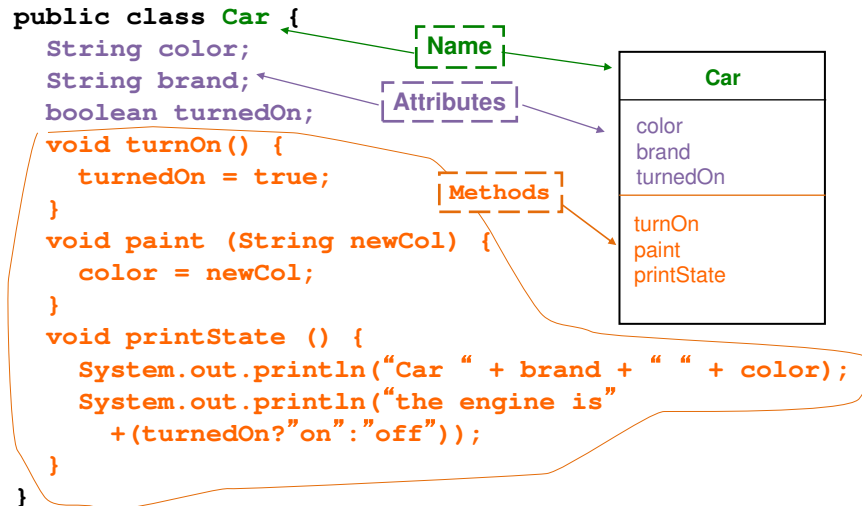 public class Car {
String color;
String brand;
boolean turnedOn;
void turnOn() {
turnedOn = true;
}
void paint (String newCol) {
color = newCol;
}
void printState () {
System.out.println(“Car “ + brand + “ “ + color);
System.out.println(“the engine is”
+(turnedOn?”on”:”off”));
}
}
Name
Attributes
Methods
Car
color
brand
turnedOn
turnOn
paint
printState